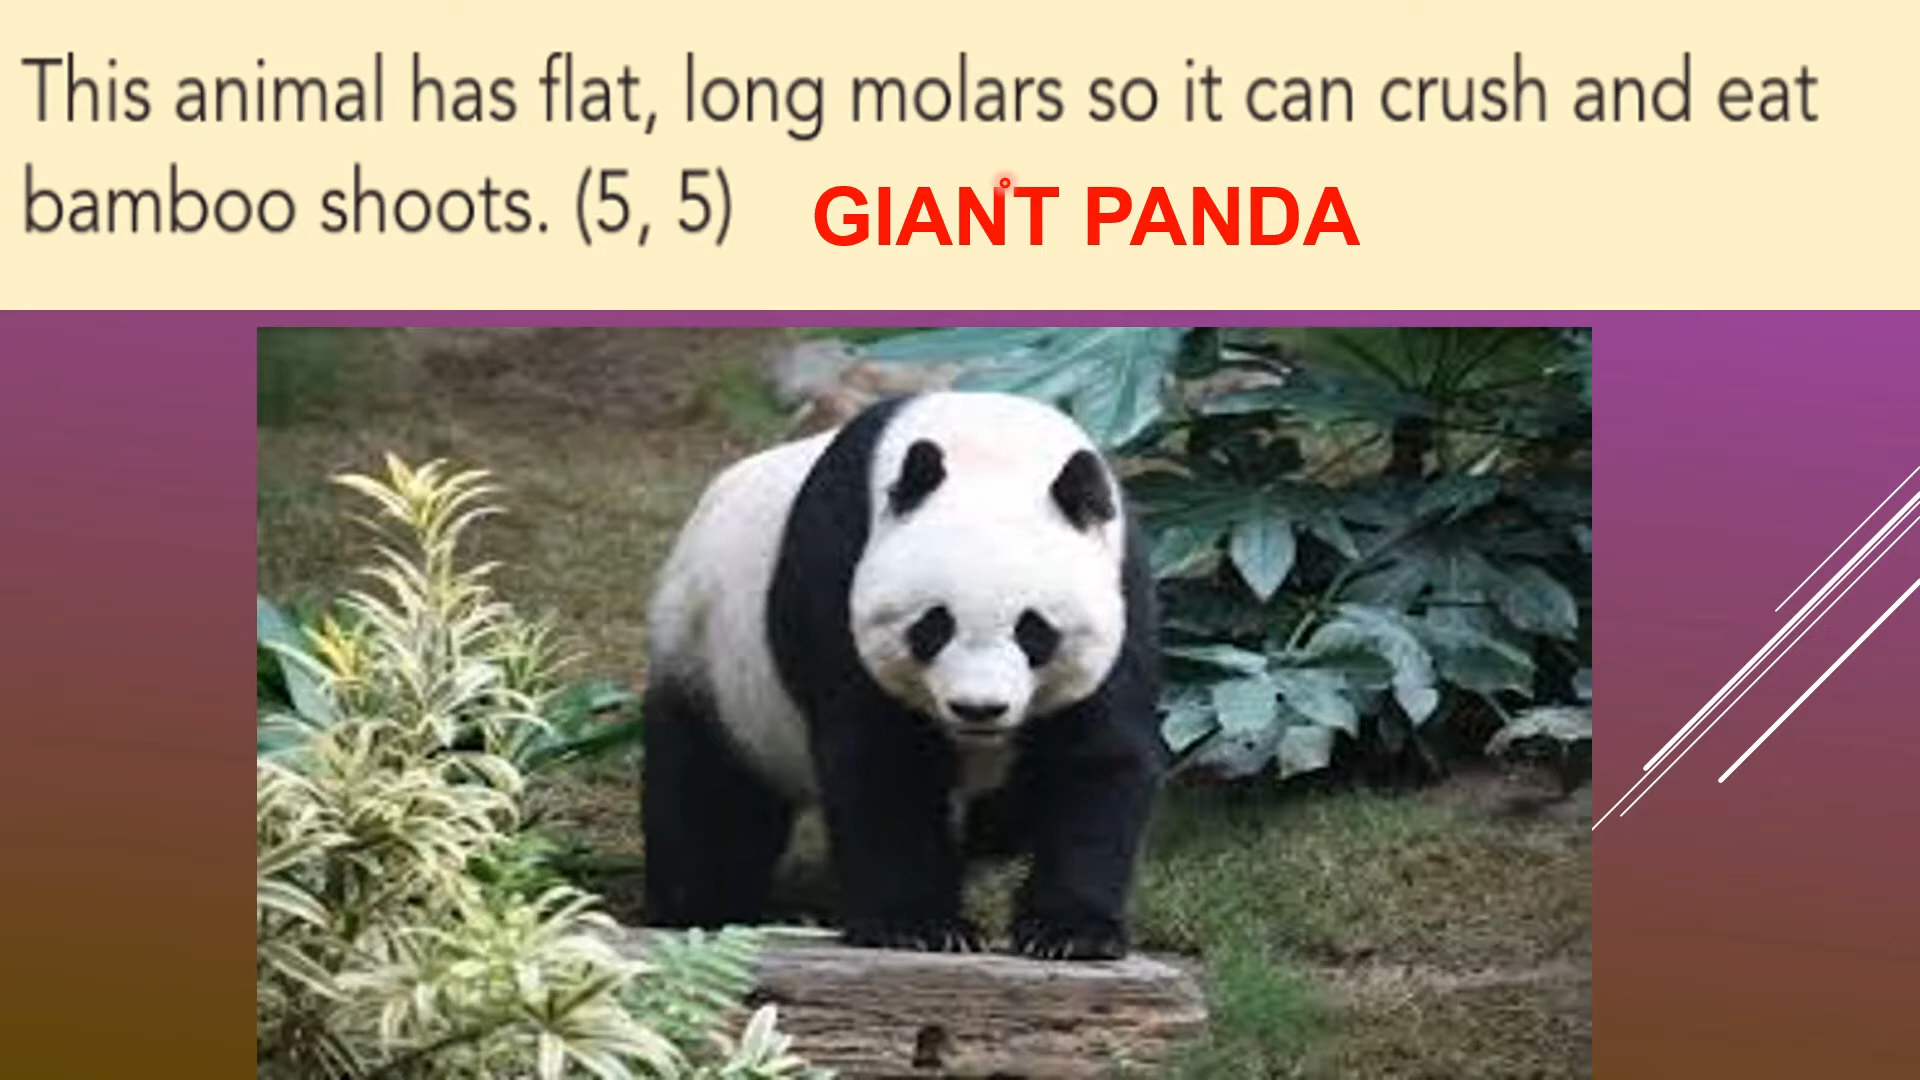 This animal has flat, long molars so it can crush and eat
bamboo shoots. (5, 5) GIANT PANDA